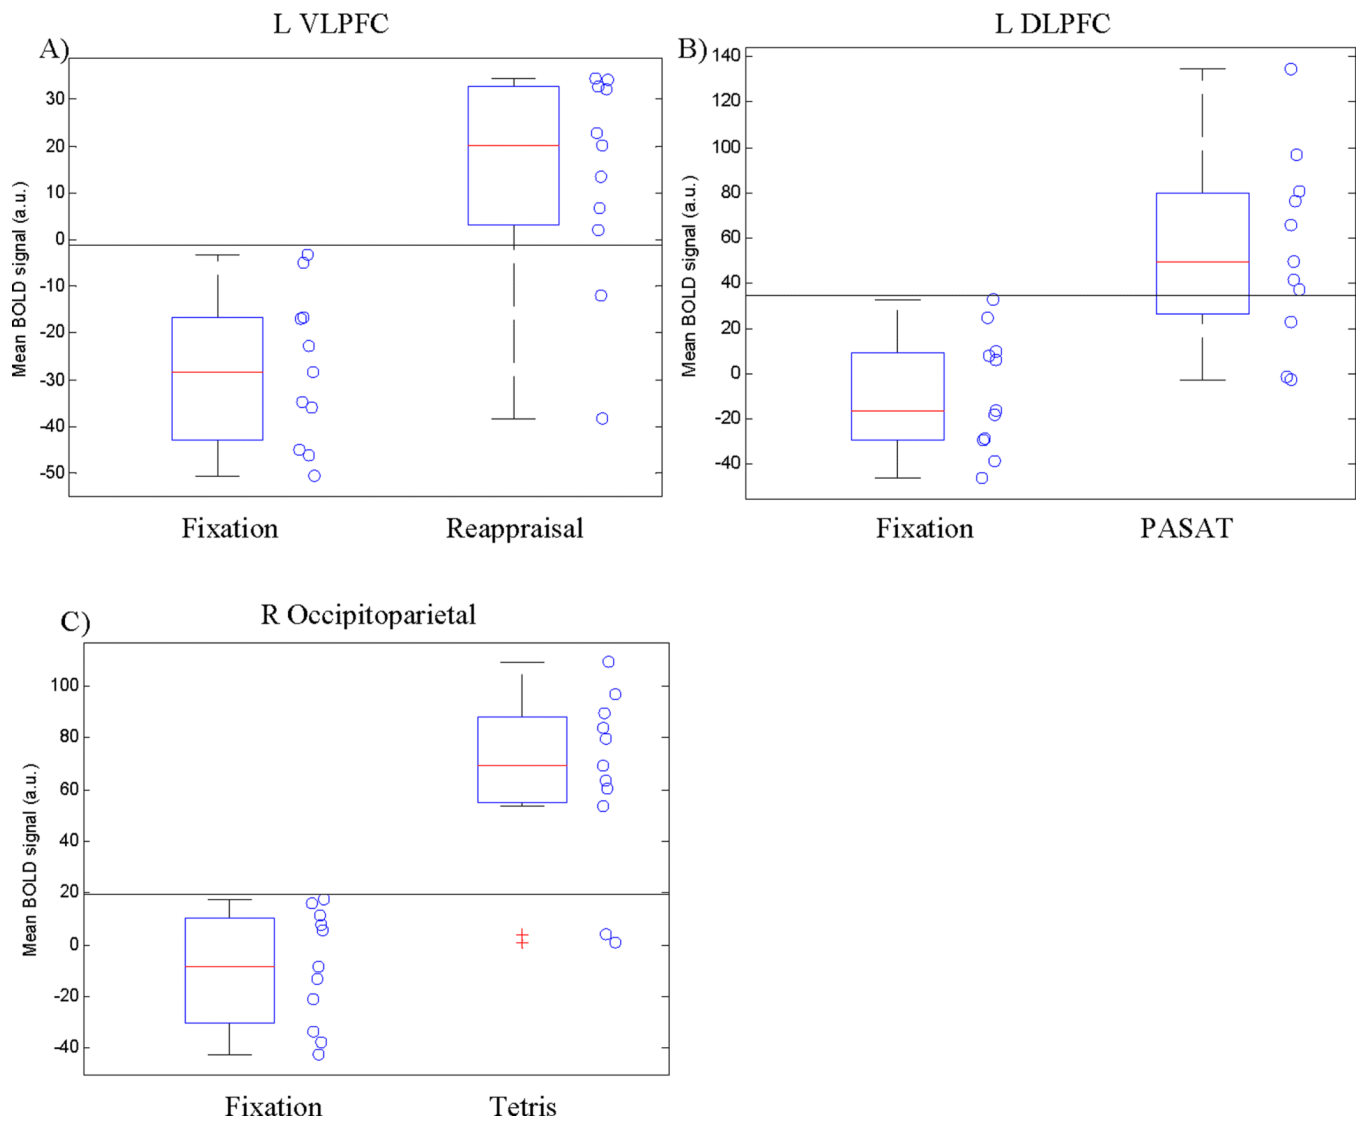 L VLPFC
A)
30
20
10
0
-10
-20
-30
-40
-50
Mean BOLD signal (a.u.)
Fixation
Reappraisal
L DLPFC
B)
140
120
100
80
60
40
20
0
-20
-40
Mean BOLD signal (a.u.)
Fixation
PASAT
R Occipitoparietal
C)
100
80
60
40
20
0
-20
-40
Mean BOLD signal (a.u.)
Fixation
Tetris